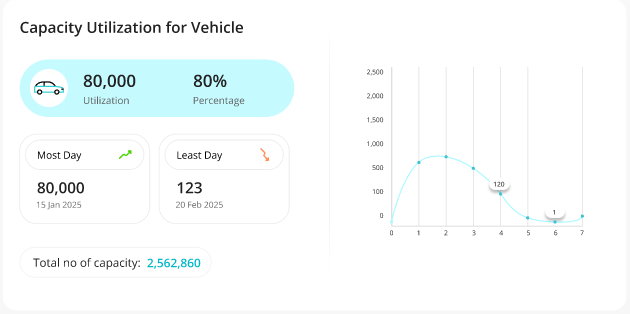 Capacity Utilization for Vehicle
80,000
Utilization
80%
Percentage
Most Day
80,000
15 Jan 2025
Least Day
123
20 Feb 2025
Total no of capacity: 2,562,860
2,500
2,000
1,500
1,000
500
100
0
120
1
0 1 2 3 4 5 6 7